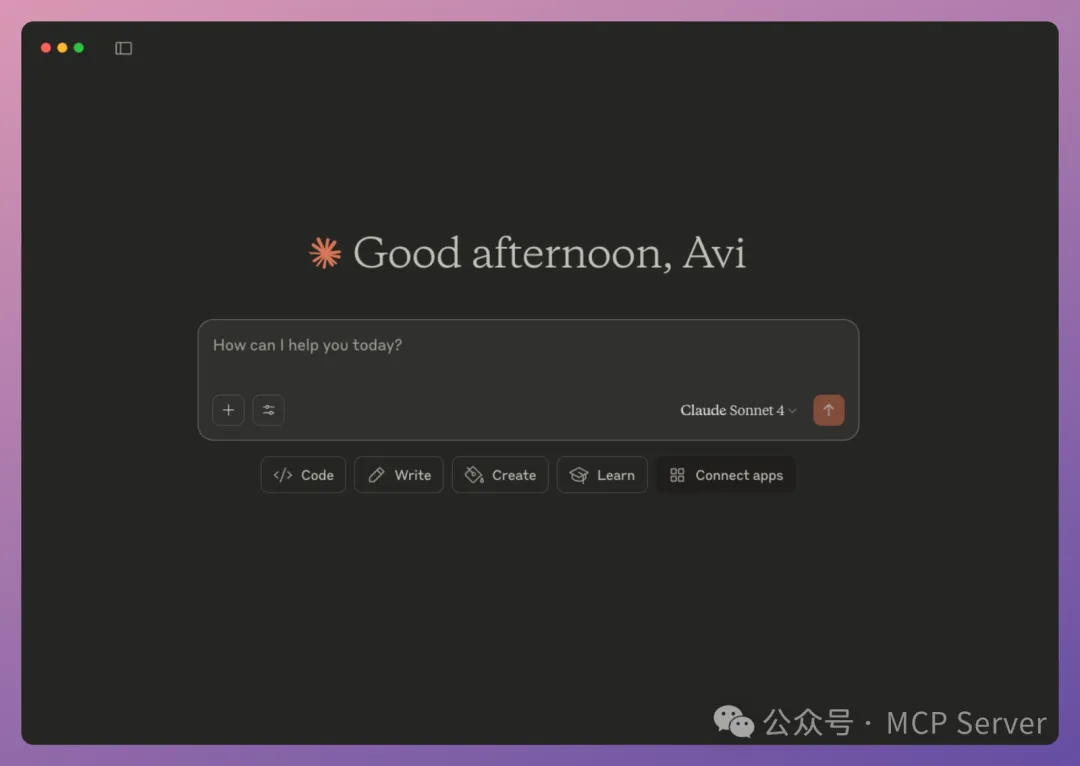 Good afternoon, Avi
How can I help you today?
Claude Sonnet 4
Code Write Create Learn Connect apps
公众号 · MCP Server